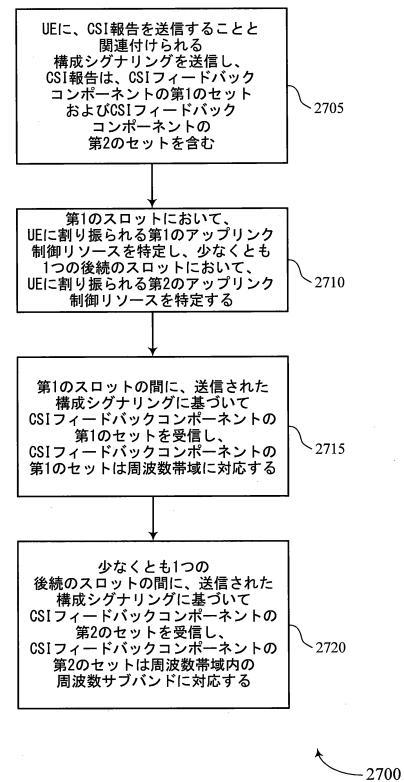 UEに、CSI報告を送信することと
関連付けられる
構成シグナリングを送信し、
CSI報告は、CSIフィードバック
コンポーネントの第1のセット
およびCSIフィードバック
コンポーネントの
第2のセットを含む
2705
第1のスロットにおいて、
UEに割り振られる第1のアップリンク
制御リソースを特定し、少なくとも
1つの後続のスロットにおいて、
UEに割り振られる第2のアップリンク
制御リソースを特定する
2710
第1のスロットの間に、送信された
構成シグナリングに基づいて
CSIフィードバックコンポーネントの
第1のセットを受信し、
CSIフィードバックコンポーネントの
第1のセットは周波数帯域に対応する
2715
少なくとも1つの
後続のスロットの間に、送信された
構成シグナリングに基づいて
CSIフィードバックコンポーネントの
第2のセットを受信し、
CSIフィードバックコンポーネントの
第2のセットは周波数帯域内の
周波数サブバンドに対応する
2720
2700